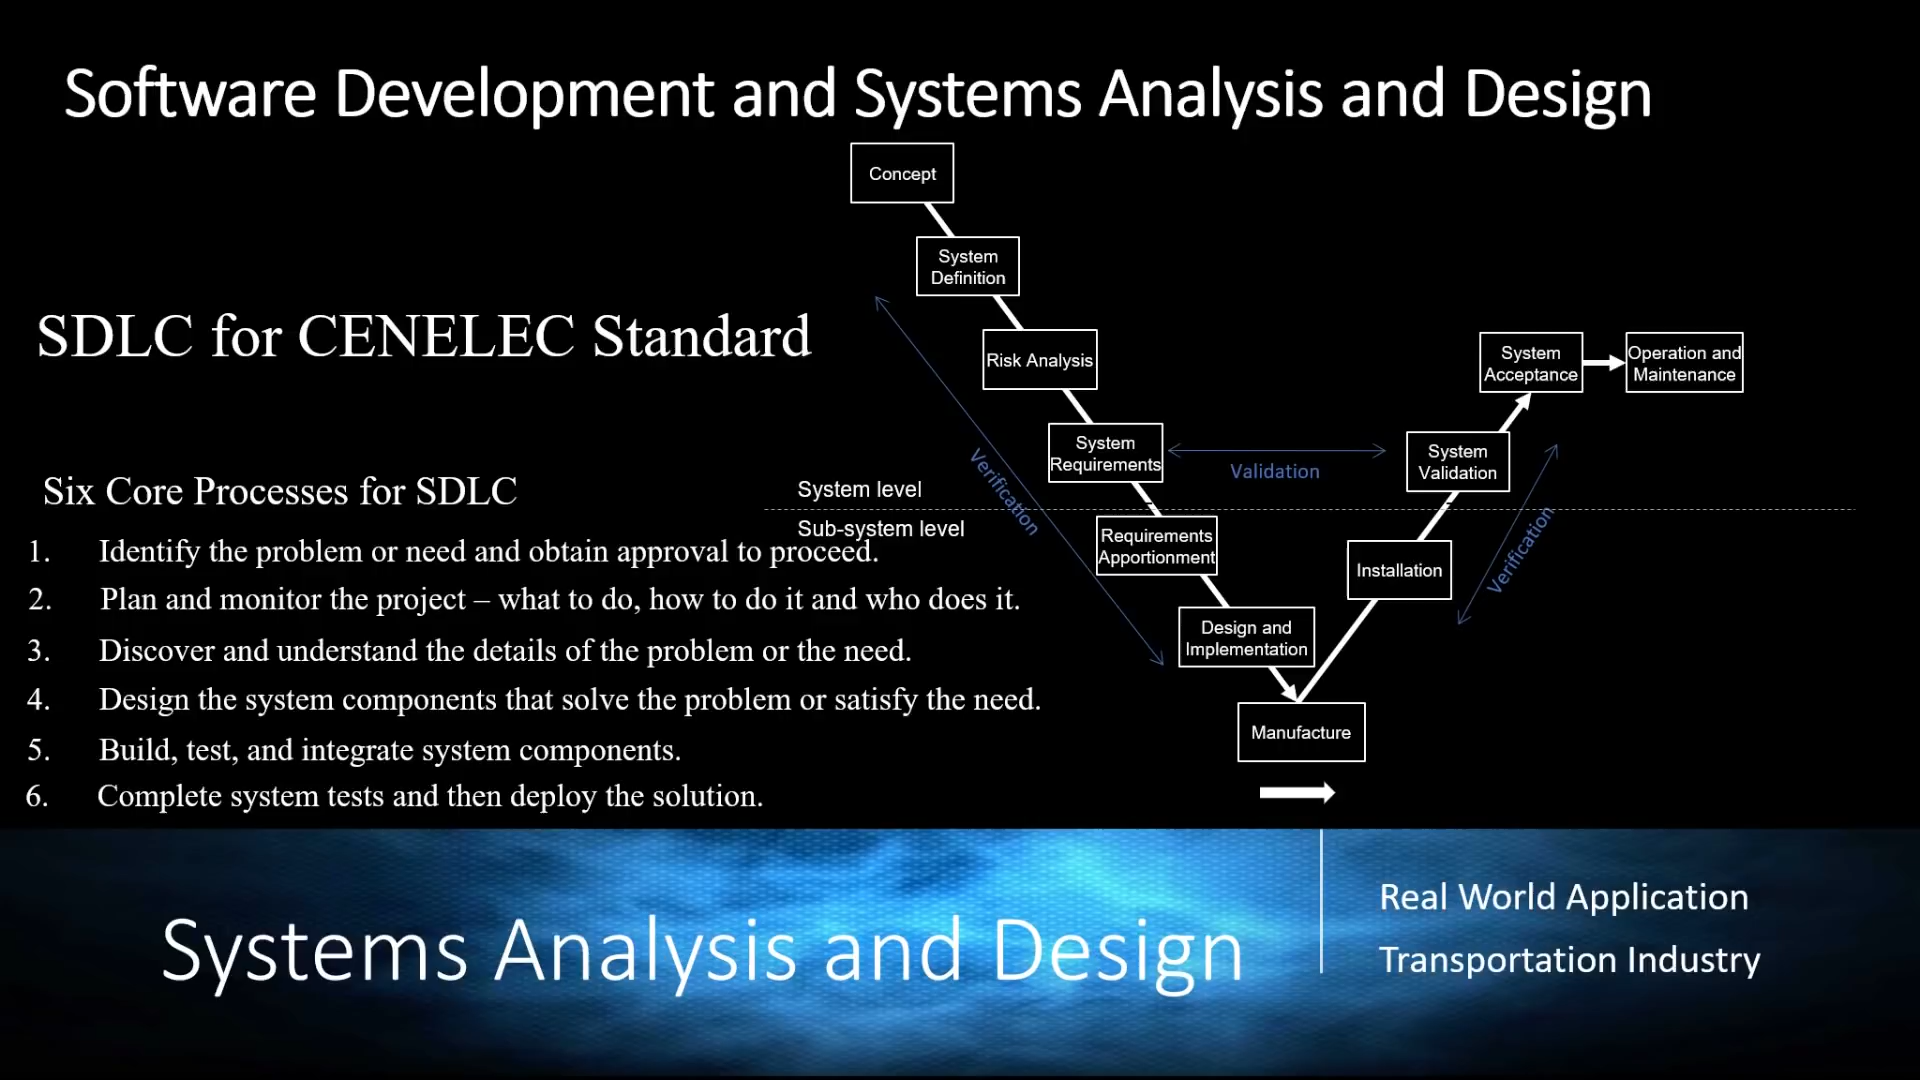 Software Development and Systems Analysis and Design
Concept
System
Definition
SDLC for CENELEC Standard
Risk Analysis
System
Acceptance
Operation and
Maintenance
System
Requirements
Validation
System
Validation
Verification
Verification
Six Core Processes for SDLC
System level
Sub-system level
Requirements
Apportionment
Installation
1. Identify the problem or need and obtain approval to proceed.
2. Plan and monitor the project – what to do, how to do it and who does it.
3. Discover and understand the details of the problem or the need.
4. Design the system components that solve the problem or satisfy the need.
5. Build, test, and integrate system components.
6. Complete system tests and then deploy the solution.
Design and
Implementation
Manufacture
Systems Analysis and Design
Real World Application
Transportation Industry